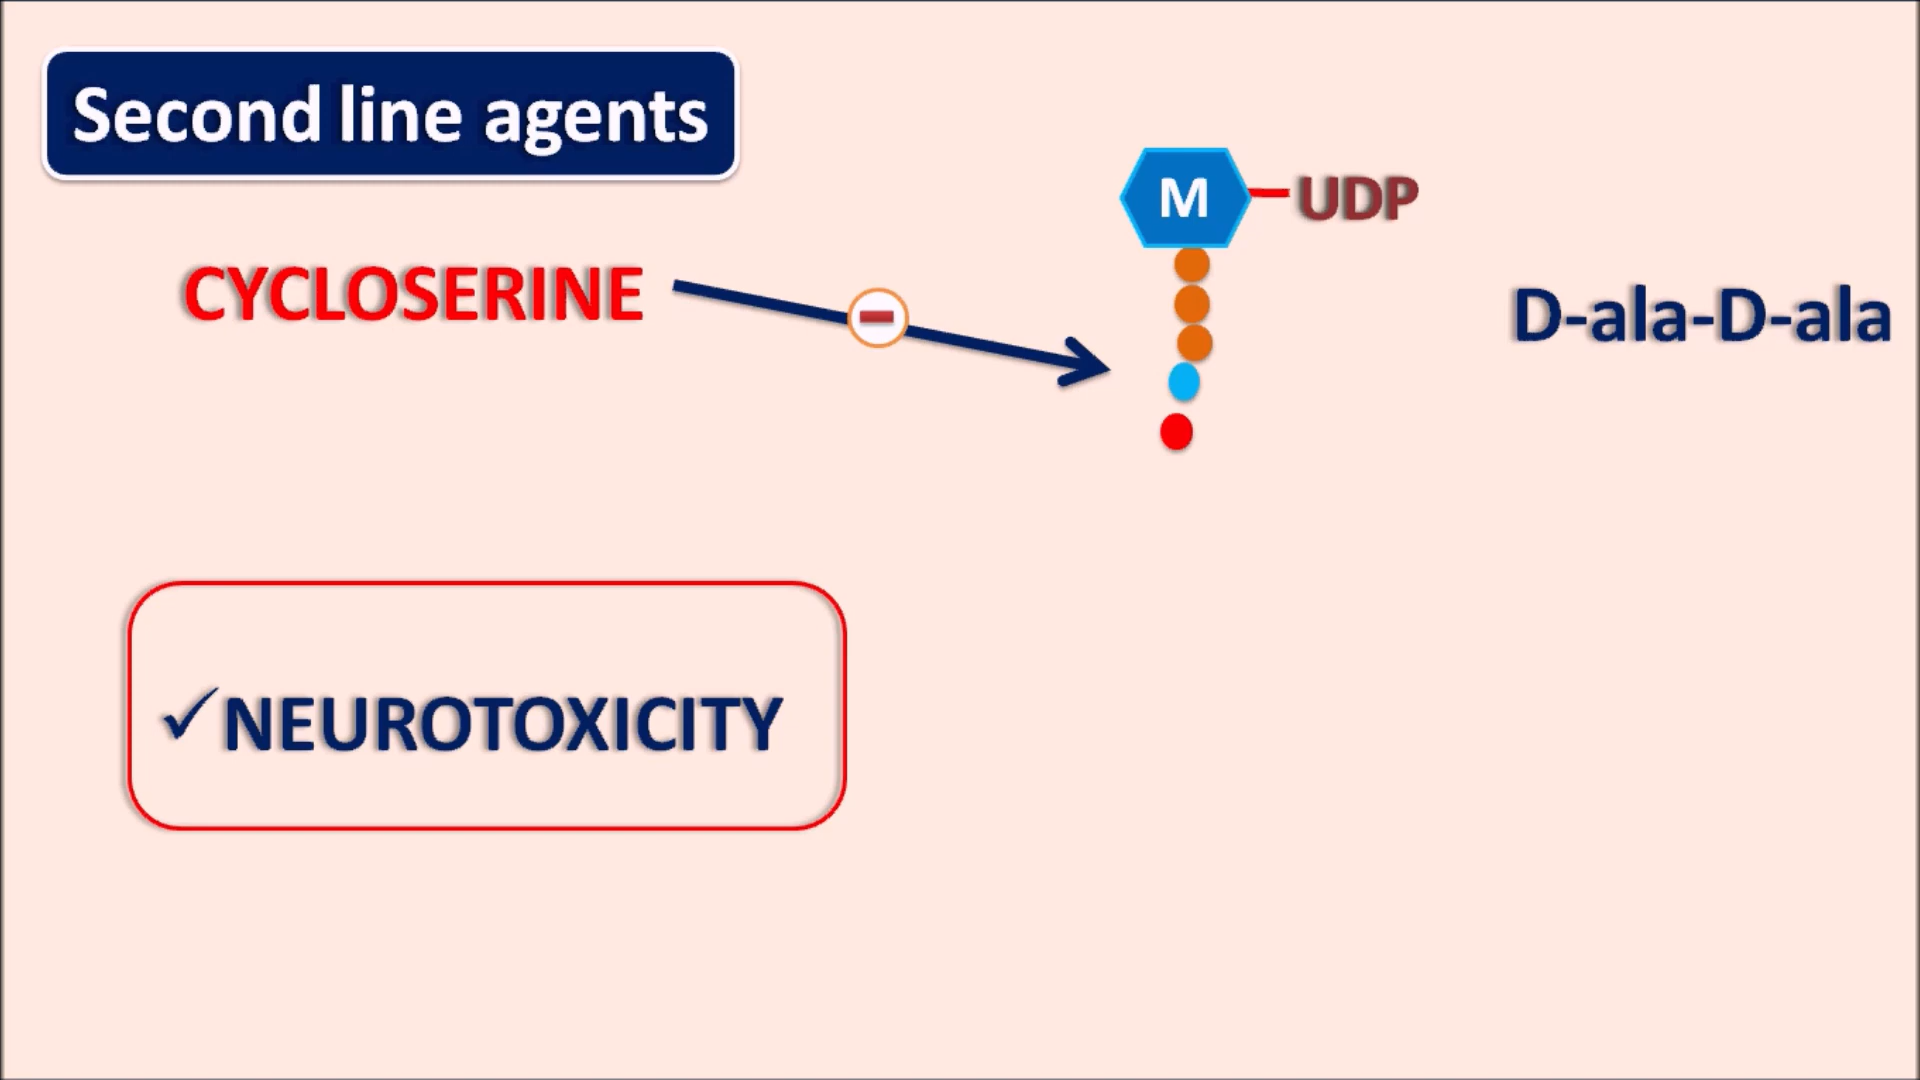 Second line agents
M
UDP
CYCLOSERINE
D-ala-D-ala
✓NEUROTOXICITY